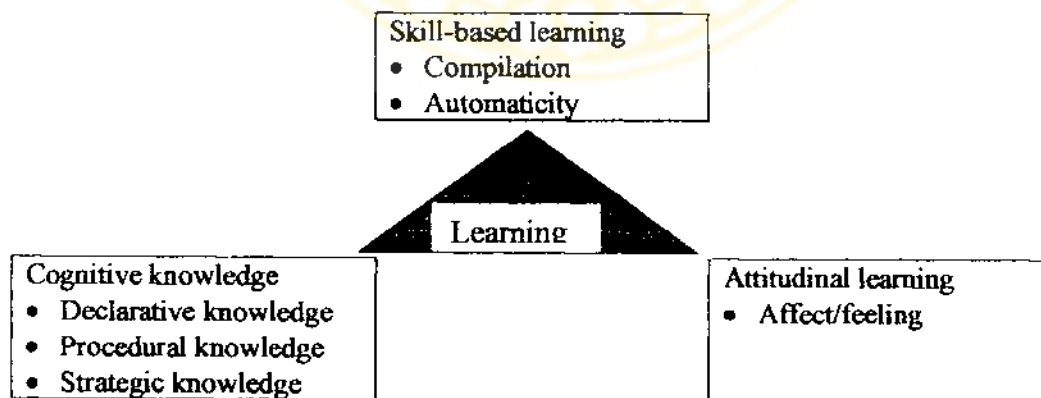 Skill-based learning
• Compilation
• Automaticity
Learning
Cognitive knowledge
• Declarative knowledge
• Procedural knowledge
• Strategic knowledge
Attitudinal learning
• Affect/feeling